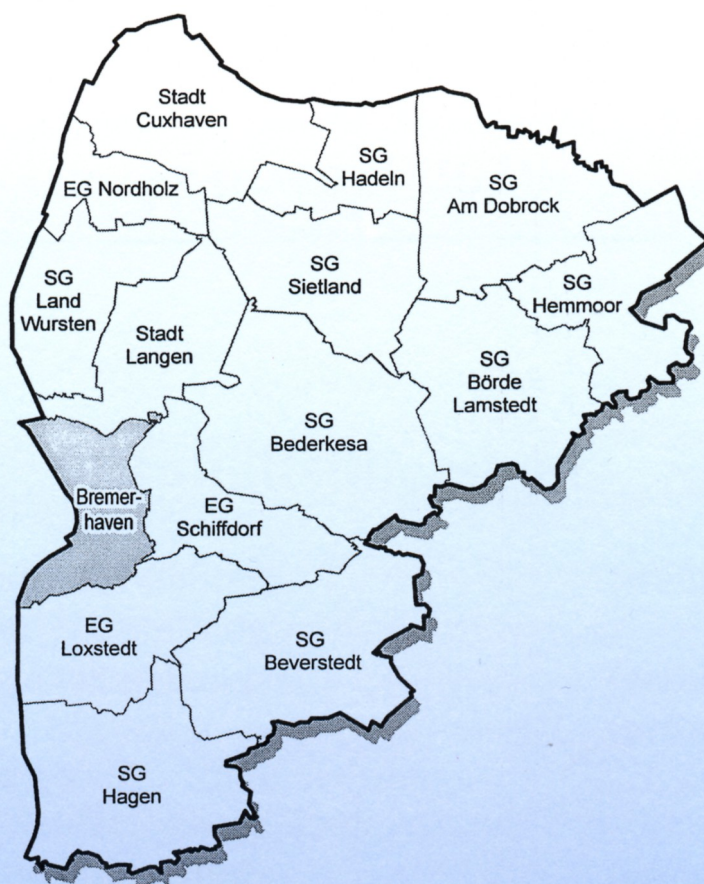 Stadt
Cuxhaven
SG
Hadeln
SG
Am Dobrock
EG Nordholz
SG
Land
Wursten
SG
Sietland
SG
Hemmoor
Stadt
Langen
SG
Börde
Lamstedt
SG
Bederkesa
Bremer-
haven
EG
Schiffdorf
EG
Loxstedt
SG
Beverstedt
SG
Hagen